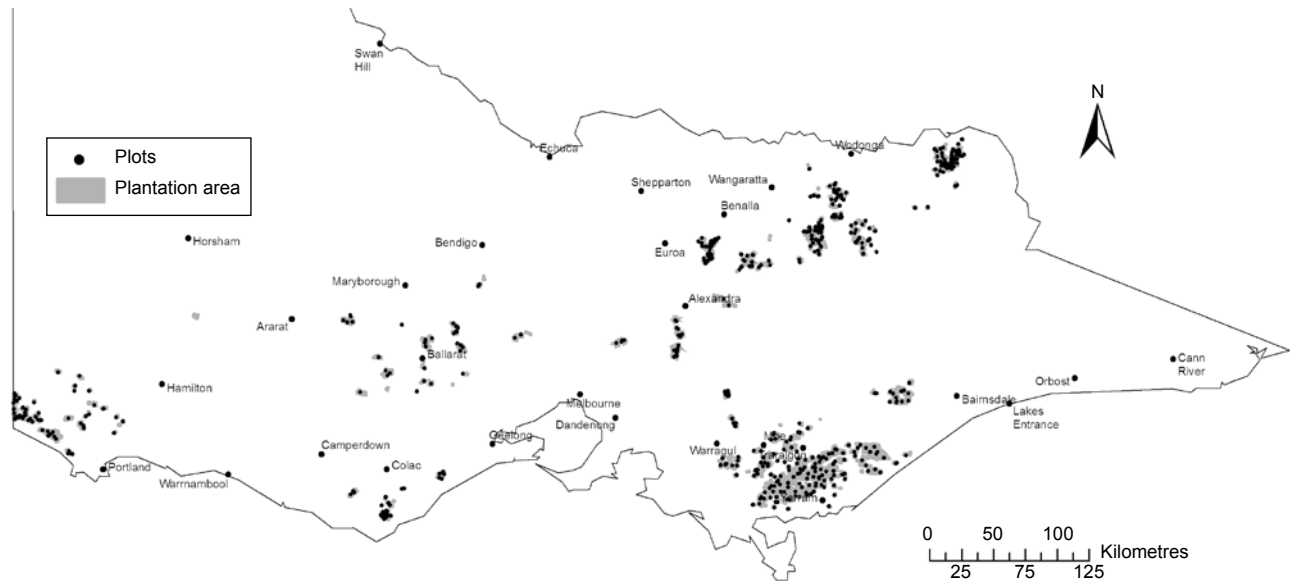 Swan
Hill
N
Echuca
Wodonga
Plots
Plantation area
Shepparton
Wangaratta
Benalla
Horsham
Bendigo
Euroa
Maryborough
Alexandra
Ararat
Ballarat
Cann
River
Hamilton
Orbost
Melbourne
Bairnsdale
Lakes
Entrance
Dandenong
Geelong
Warragul
Moe
Camperdown
Colac
Portland
Warrnambool
0 50 100
Kilometres
25 75 125